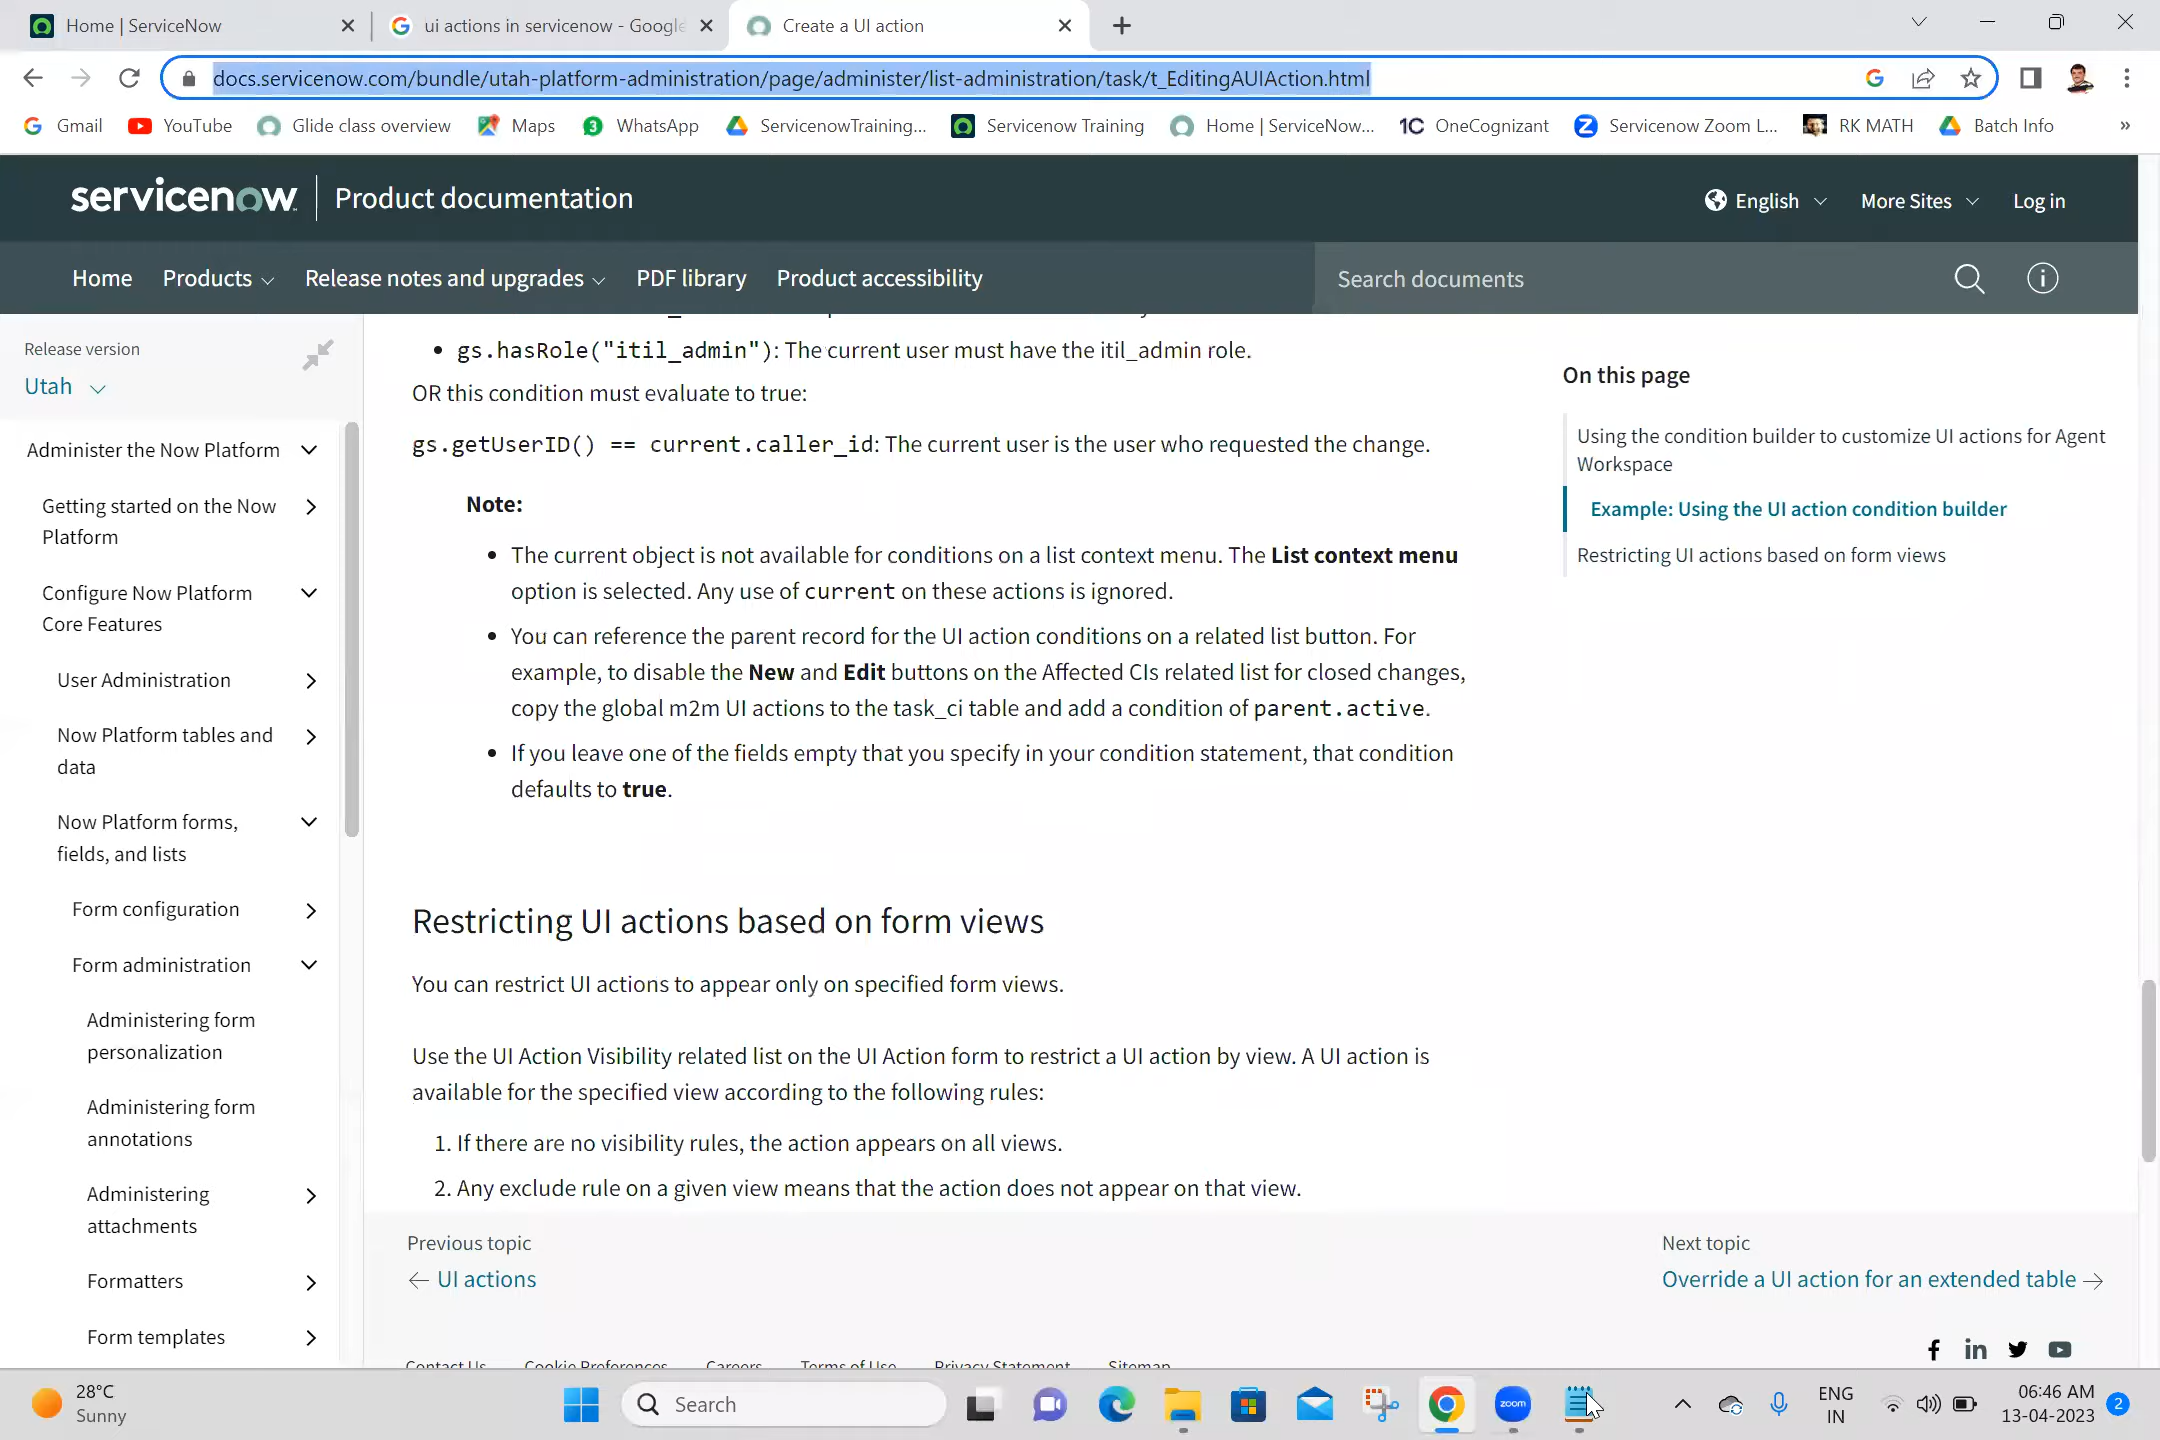 Home | ServiceNow
ui actions in servicenow - Google
Create a UI action
docs.servicenow.com/bundle/utah-platform-administration/page/administer/list-administration/task/t_EditingAUIAction.html
Gmail
YouTube
Glide class overview
Maps
WhatsApp
ServicenowTraining...
Servicenow Training
Home | ServiceNow...
1C OneCognizant
Servicenow Zoom L...
RK MATH
Batch Info
»
servicenow
Product documentation
English
More Sites
Log in
Home
Products
Release notes and upgrades
PDF library
Product accessibility
Search documents
Release version
Utah
Administer the Now Platform
Getting started on the Now
Platform
Configure Now Platform
Core Features
User Administration
Now Platform tables and
data
Now Platform forms,
fields, and lists
Form configuration
Form administration
Administering form
personalization
Administering form
annotations
Administering
attachments
Formatters
Form templates
• gs.hasRole("itil_admin"): The current user must have the itil_admin role.
OR this condition must evaluate to true:
gs.getUserID() == current.caller_id: The current user is the user who requested the change.
Note:
• The current object is not available for conditions on a list context menu. The List context menu
option is selected. Any use of current on these actions is ignored.
• You can reference the parent record for the UI action conditions on a related list button. For
example, to disable the New and Edit buttons on the Affected CIs related list for closed changes,
copy the global m2m UI actions to the task_ci table and add a condition of parent.active.
• If you leave one of the fields empty that you specify in your condition statement, that condition
defaults to true.
Restricting UI actions based on form views
You can restrict UI actions to appear only on specified form views.
Use the UI Action Visibility related list on the UI Action form to restrict a UI action by view. A UI action is
available for the specified view according to the following rules:
1. If there are no visibility rules, the action appears on all views.
2. Any exclude rule on a given view means that the action does not appear on that view.
On this page
Using the condition builder to customize UI actions for Agent
Workspace
Example: Using the UI action condition builder
Restricting UI actions based on form views
Previous topic
← UI actions
Next topic
Override a UI action for an extended table →
Contact Us
Cookie Preferences
Careers
Terms of Use
Privacy Statement
Sitemap
28°C
Sunny
Search
zoom
ENG
IN
06:46 AM
13-04-2023
2